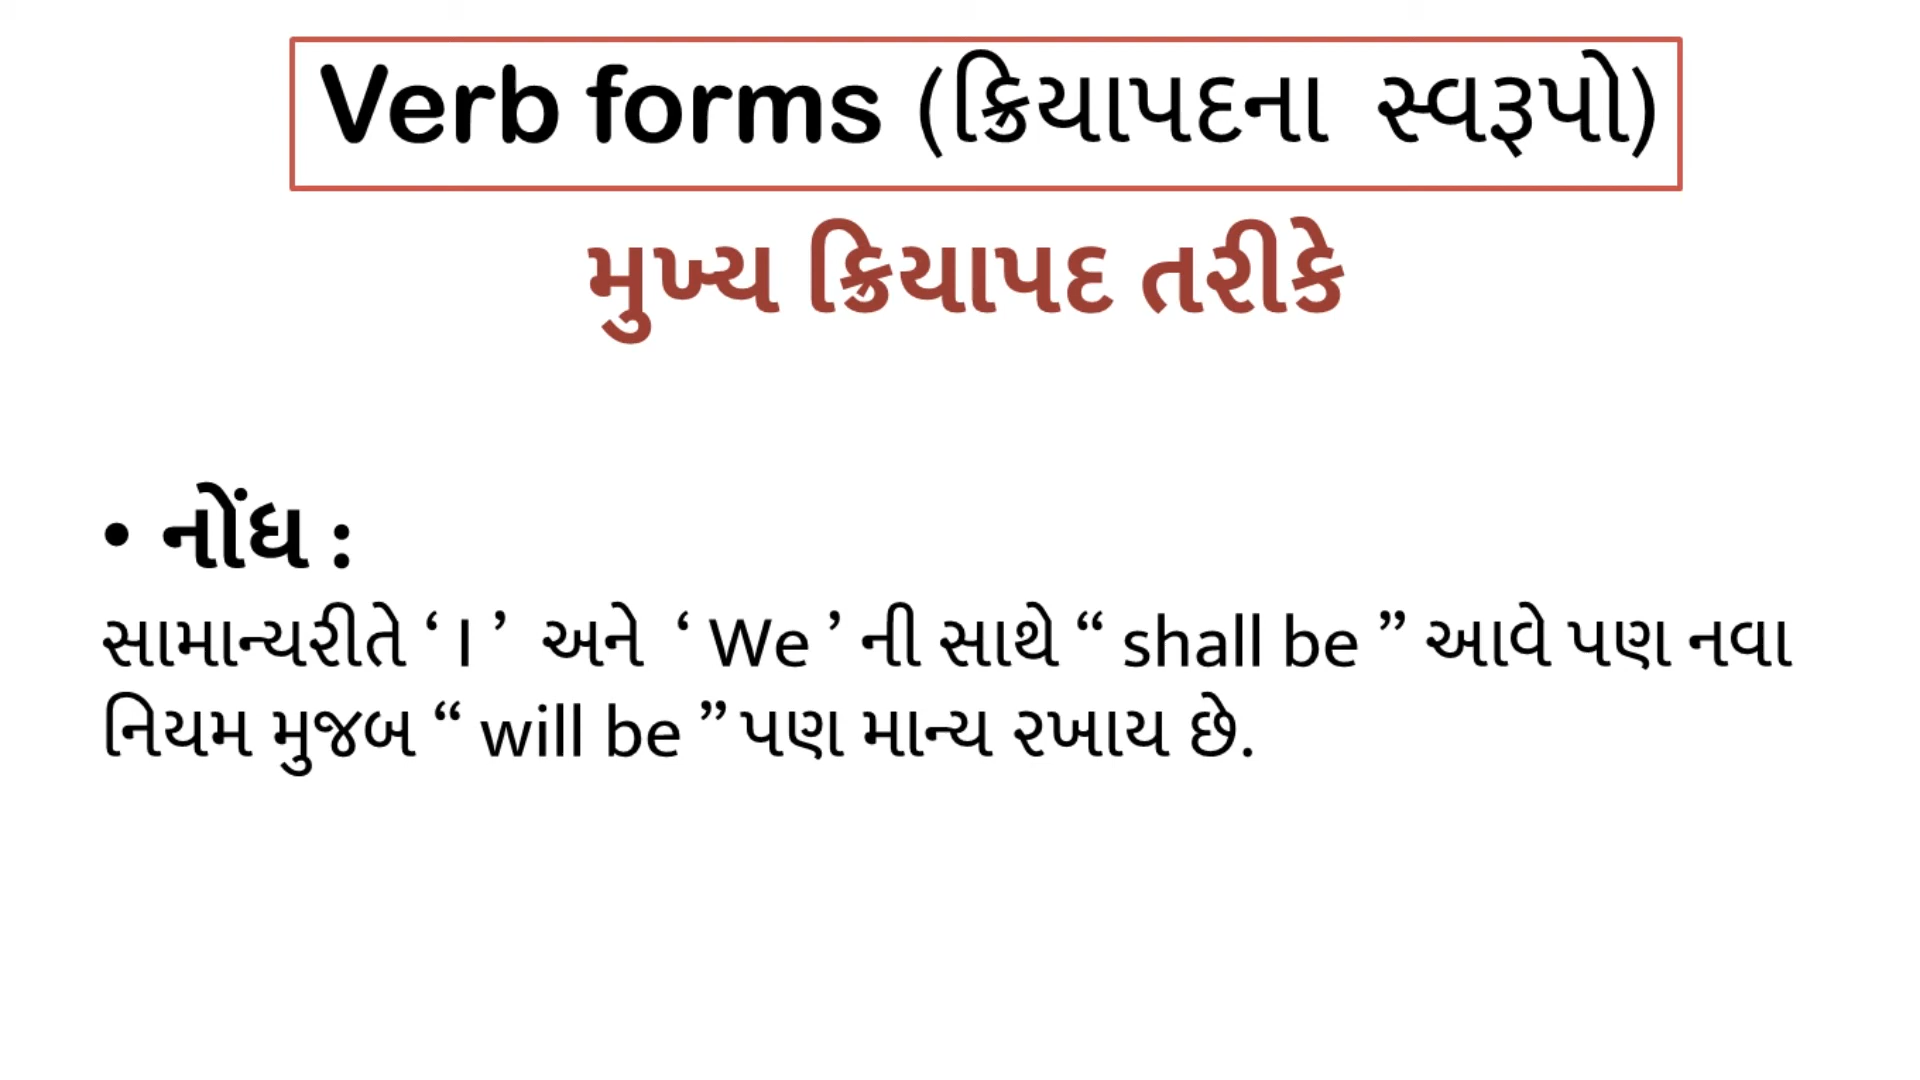 Verb forms (ક્રિયાપદના સ્વરૂપો)
મુખ્ય ક્રિયાપદ તરીકે
• નોંધ :
સામાન્યરીતે ‘ I ’ અને ‘ We ’ ની સાથે “ shall be ” આવે પણ નવા
નિયમ મુજબ “ will be ” પણ માન્ય રખાય છે.